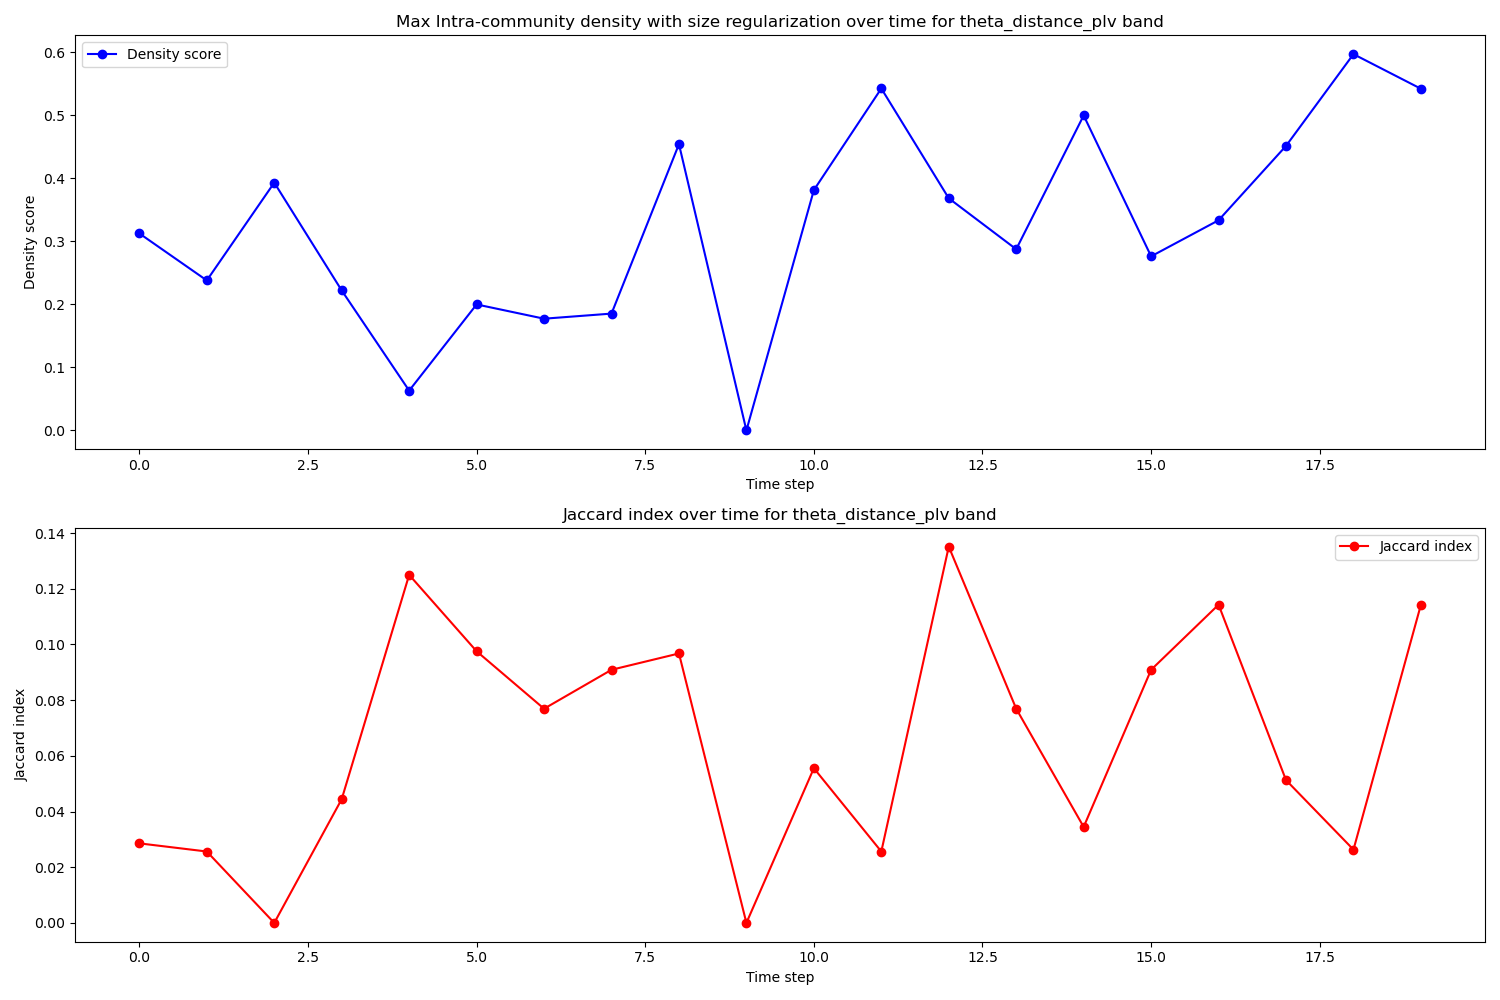 Max Intra-community density with size regularization over time for theta_distance_plv band
Density score
Density score
0.6
0.5
0.4
0.3
0.2
0.1
0.0
0.0 2.5 5.0 7.5 10.0 12.5 15.0 17.5
Time step
Jaccard index over time for theta_distance_plv band
Jaccard index
Jaccard index
0.14
0.12
0.10
0.08
0.06
0.04
0.02
0.00
0.0 2.5 5.0 7.5 10.0 12.5 15.0 17.5
Time step